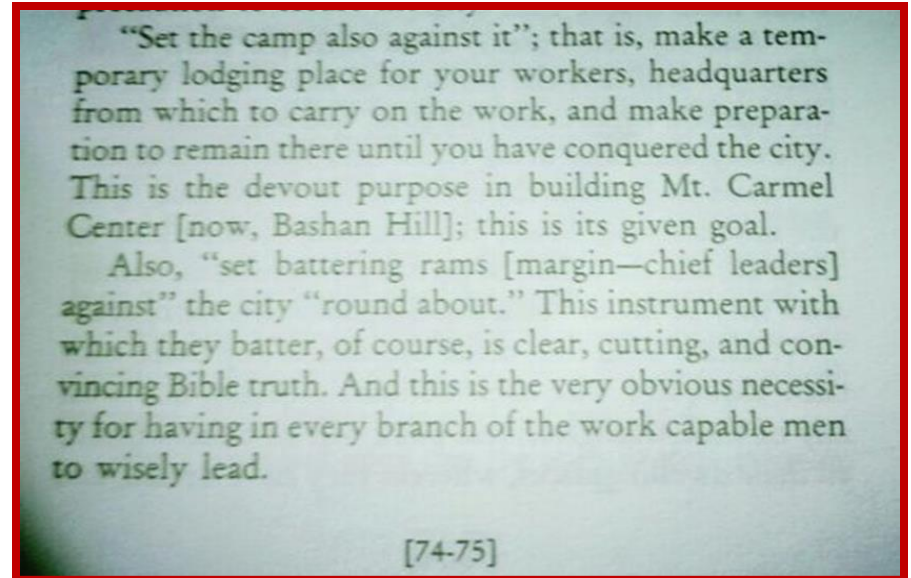 "Set the camp also against it"; that is, make a tem-
porary lodging place for your workers, headquarters
from which to carry on the work, and make prepara-
tion to remain there until you have conquered the city.
This is the devout purpose in building Mt. Carmel
Center [now, Bashan Hill]; this is its given goal.
Also, "set battering rams [margin—chief leaders]
against" the city "round about." This instrument with
which they batter, of course, is clear, cutting, and con-
vincing Bible truth. And this is the very obvious necessi-
ty for having in every branch of the work capable men
to wisely lead.
[74-75]